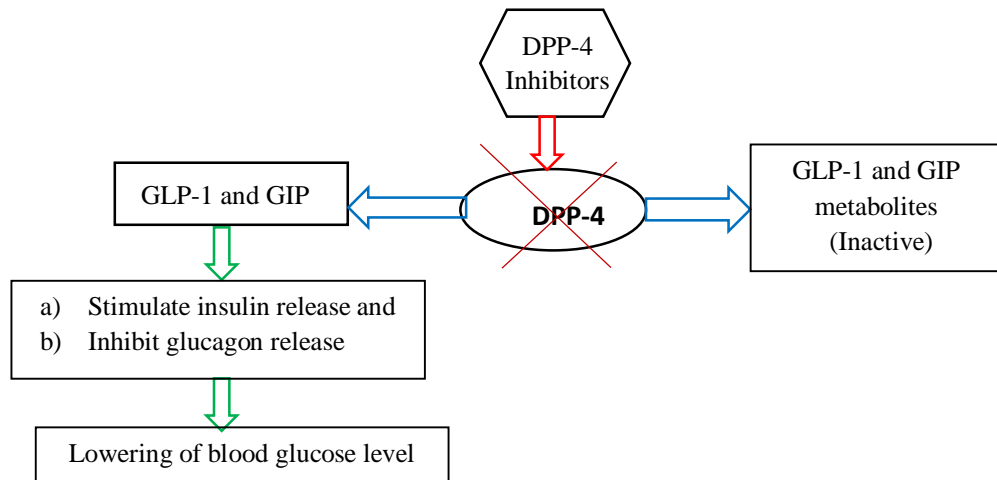 DPP-4
Inhibitors
GLP-1 and GIP
DPP-4
GLP-1 and GIP
metabolites
(Inactive)
a) Stimulate insulin release and
b) Inhibit glucagon release
Lowering of blood glucose level